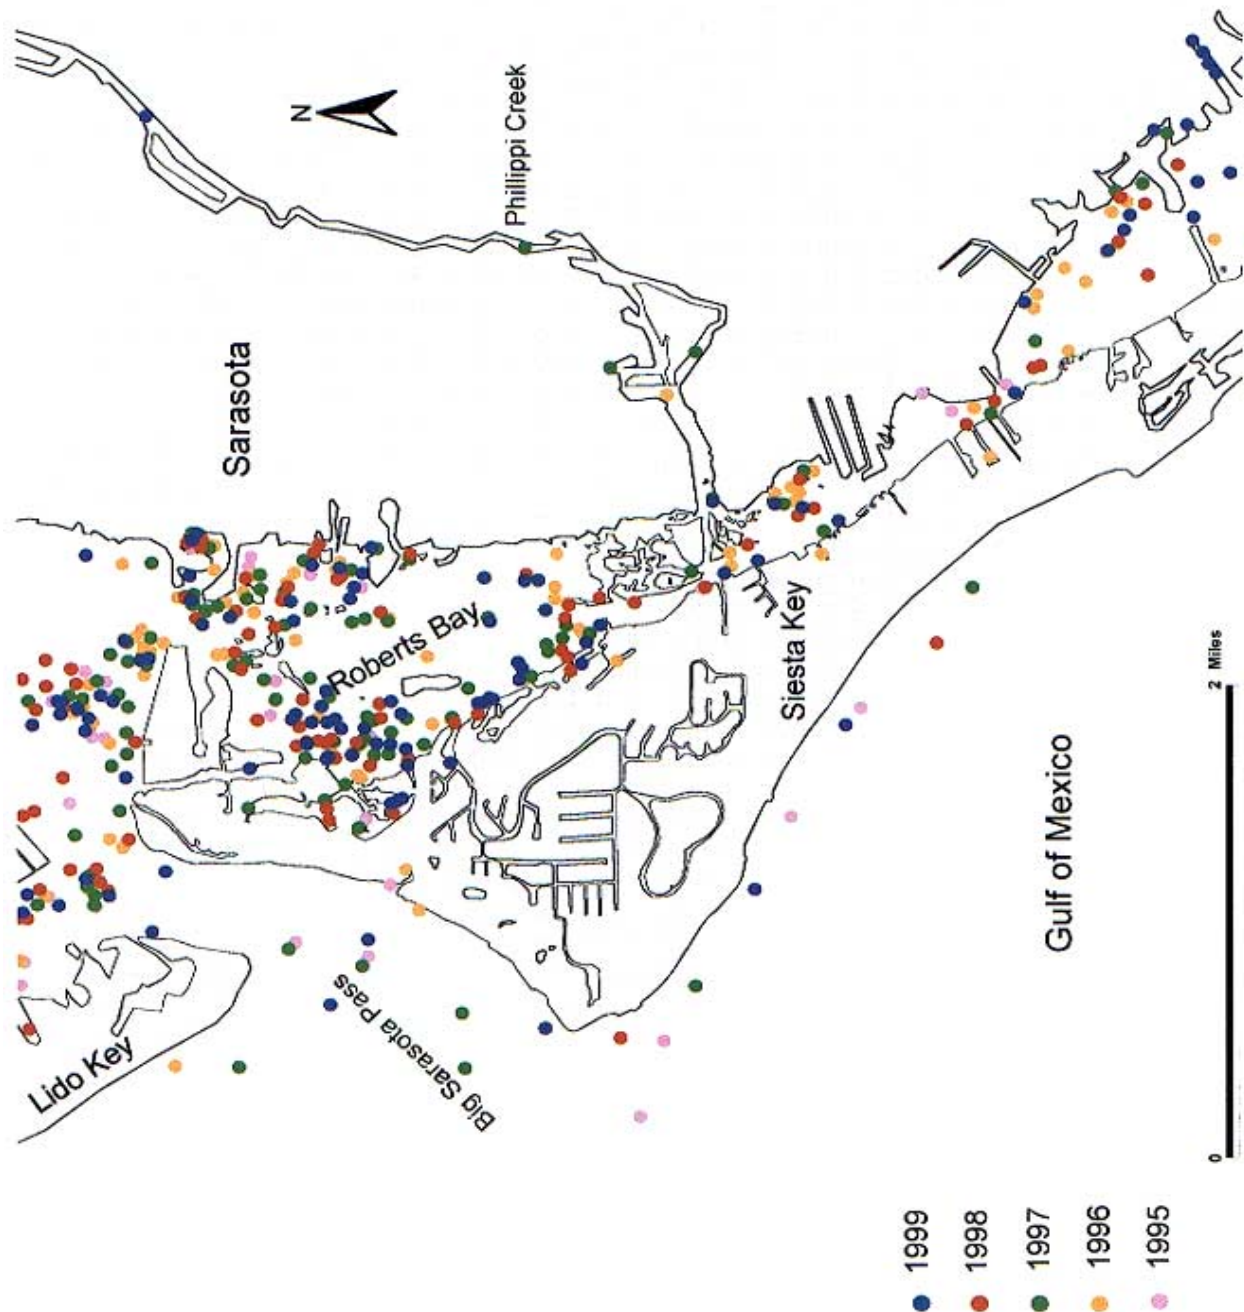 N
Phillippi Creek
Sarasota
Roberts Bay
Siesta Key
Lido Key
Big Sarasota Pass
Gulf of Mexico
0 2 Miles
1999
1998
1997
1996
1995